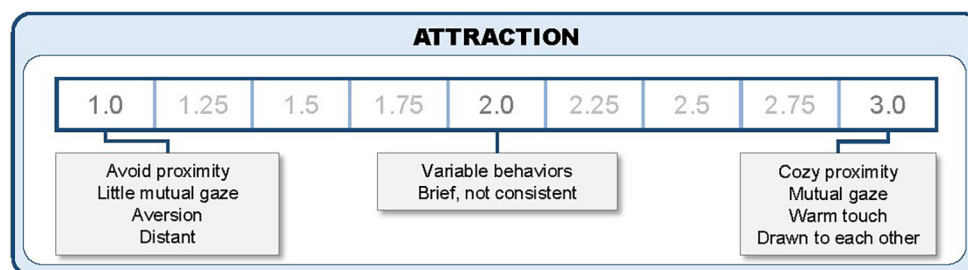 ATTRACTION
1.0 1.25 1.5 1.75 2.0 2.25 2.5 2.75 3.0
Avoid proximity
Little mutual gaze
Aversion
Distant
Variable behaviors
Brief, not consistent
Cozy proximity
Mutual gaze
Warm touch
Drawn to each other